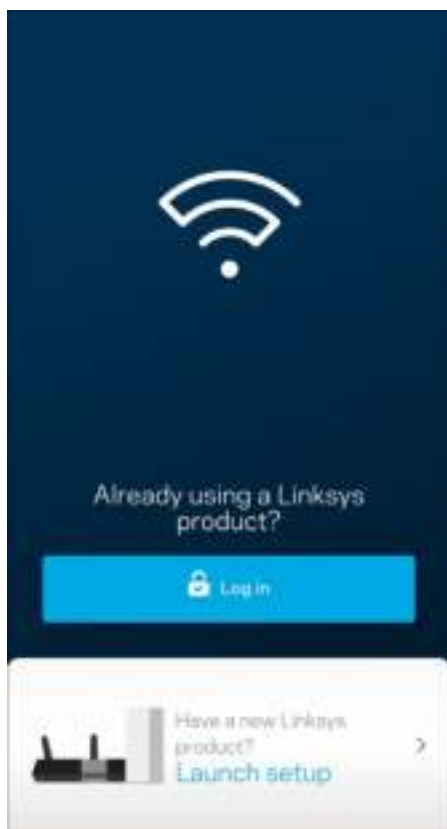 Already using a Linksys
product?
Log in
Have a new Linksys
product?
Launch setup